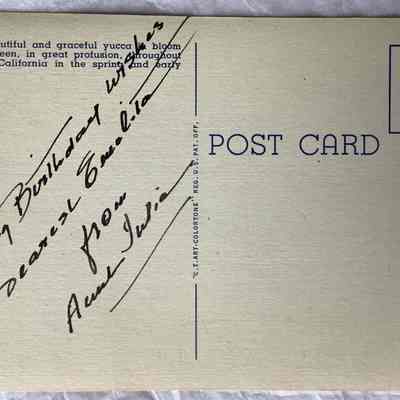 utiful and graceful yucca in bloom
een, in great profusion, throughout
California in the spring and early
Birthday wishes
Dearest Emelita
from
Aunt Julia
POST CARD
"C.T. ART-COLORTONE" REG. U.S. PAT. OFF.